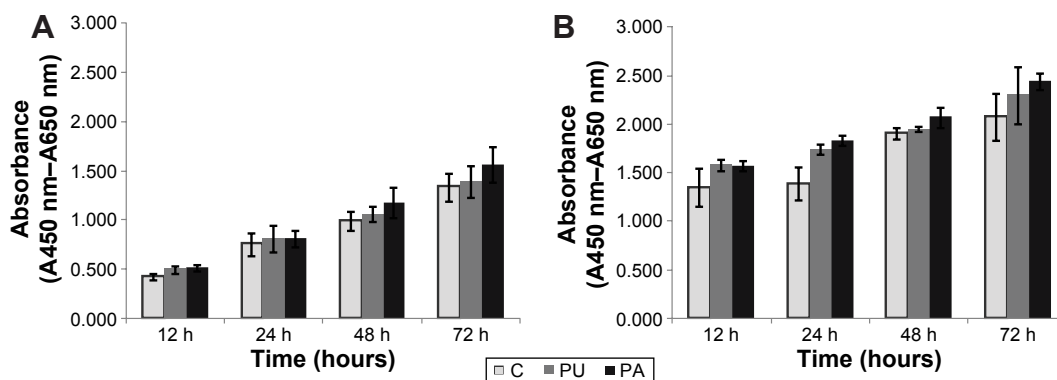 A
Absorbance
(A450 nm–A650 nm)
3.000
2.500
2.000
1.500
1.000
0.500
0.000
12 h 24 h 48 h 72 h
Time (hours)
B
Absorbance
(A450 nm–A650 nm)
3.000
2.500
2.000
1.500
1.000
0.500
0.000
12 h 24 h 48 h 72 h
Time (hours)
C PU PA